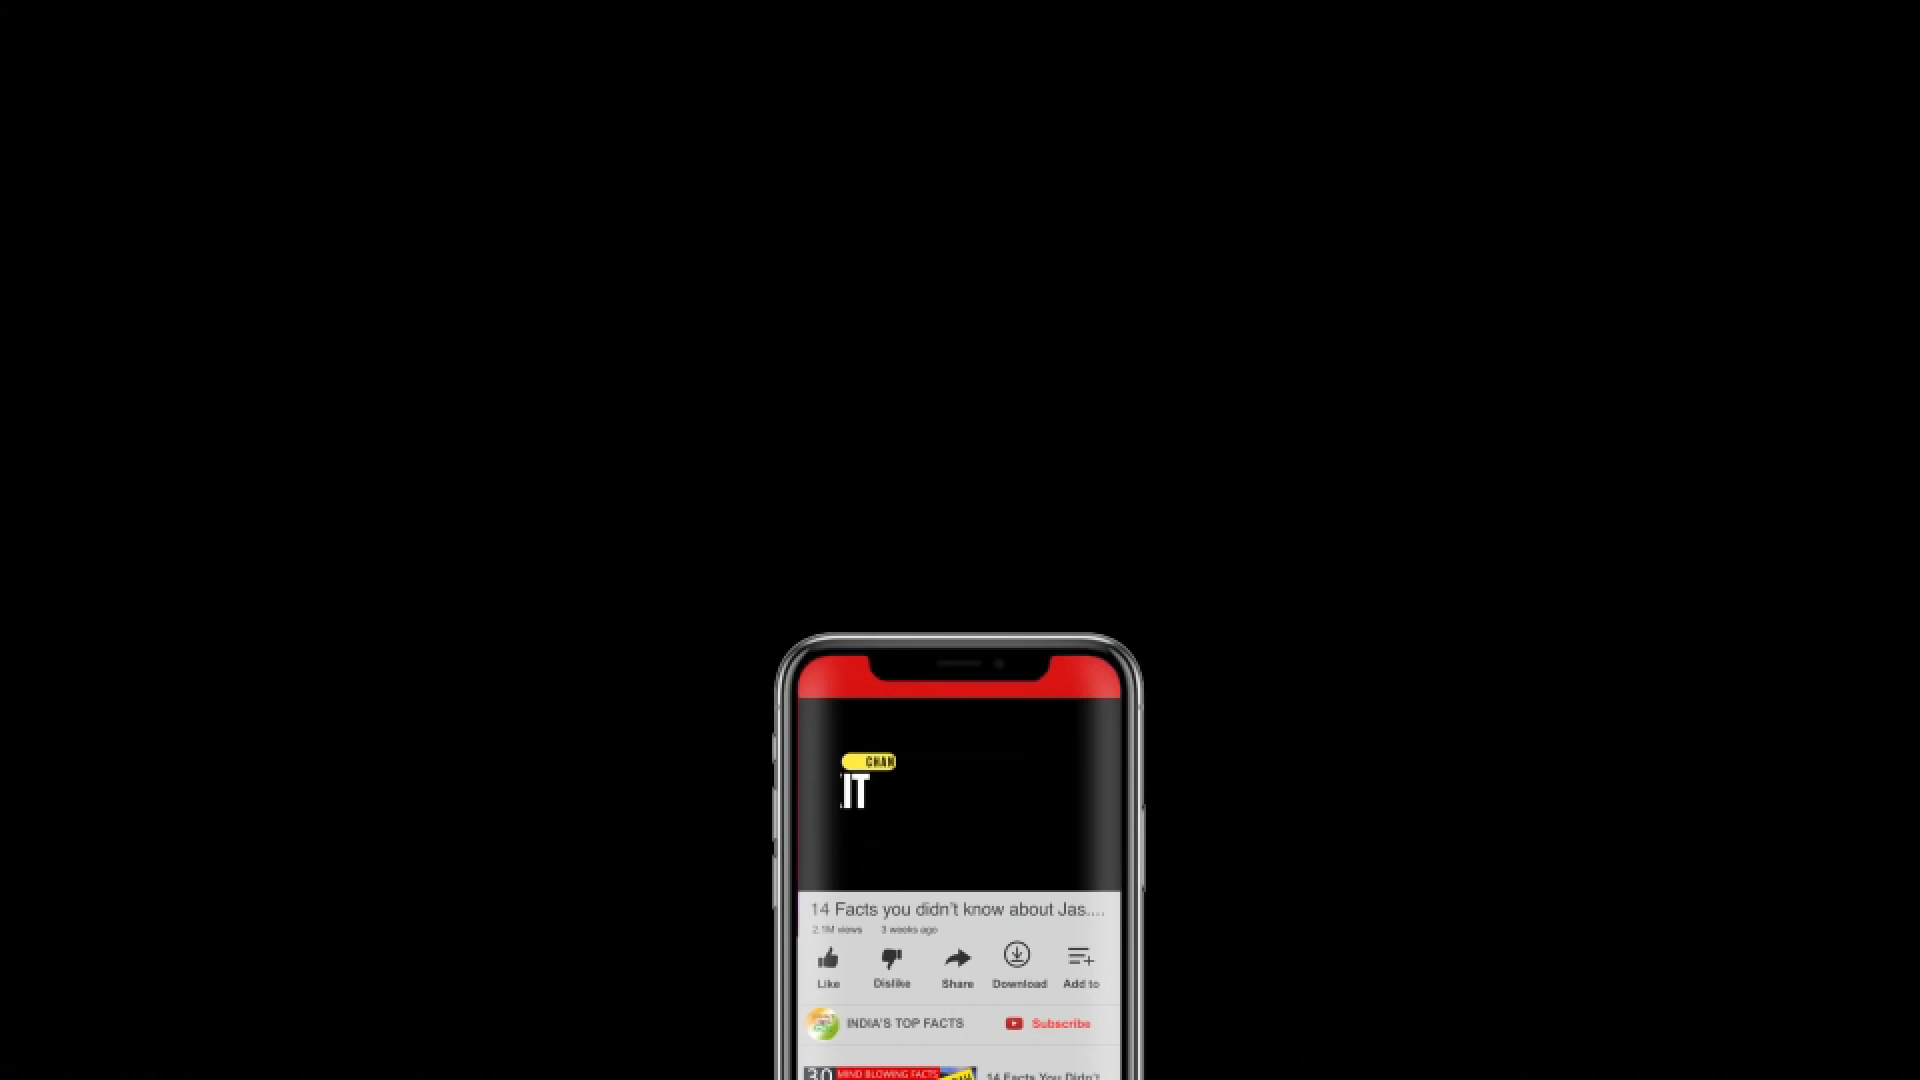 CHAN
IT
14 Facts you didn't know about Jas....
2.1M views 3 weeks ago
Like Dislike Share Download Add to
INDIA'S TOP FACTS Subscribe
30 MIND BLOWING FACTS
14 Facts You Didn't